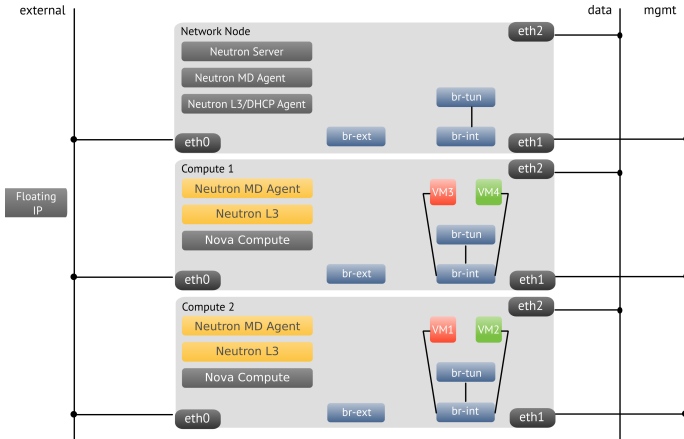 external
data
mgmt
Network Node
eth2
Neutron Server
Neutron MD Agent
Neutron L3/DHCP Agent
br-tun
eth0
br-ext
br-int
eth1
Compute 1
eth2
Neutron MD Agent
VM3
VM4
Floating
IP
Neutron L3
Nova Compute
br-tun
eth0
br-ext
br-int
eth1
Compute 2
eth2
Neutron MD Agent
VM1
VM2
Neutron L3
Nova Compute
br-tun
eth0
br-ext
br-int
eth1